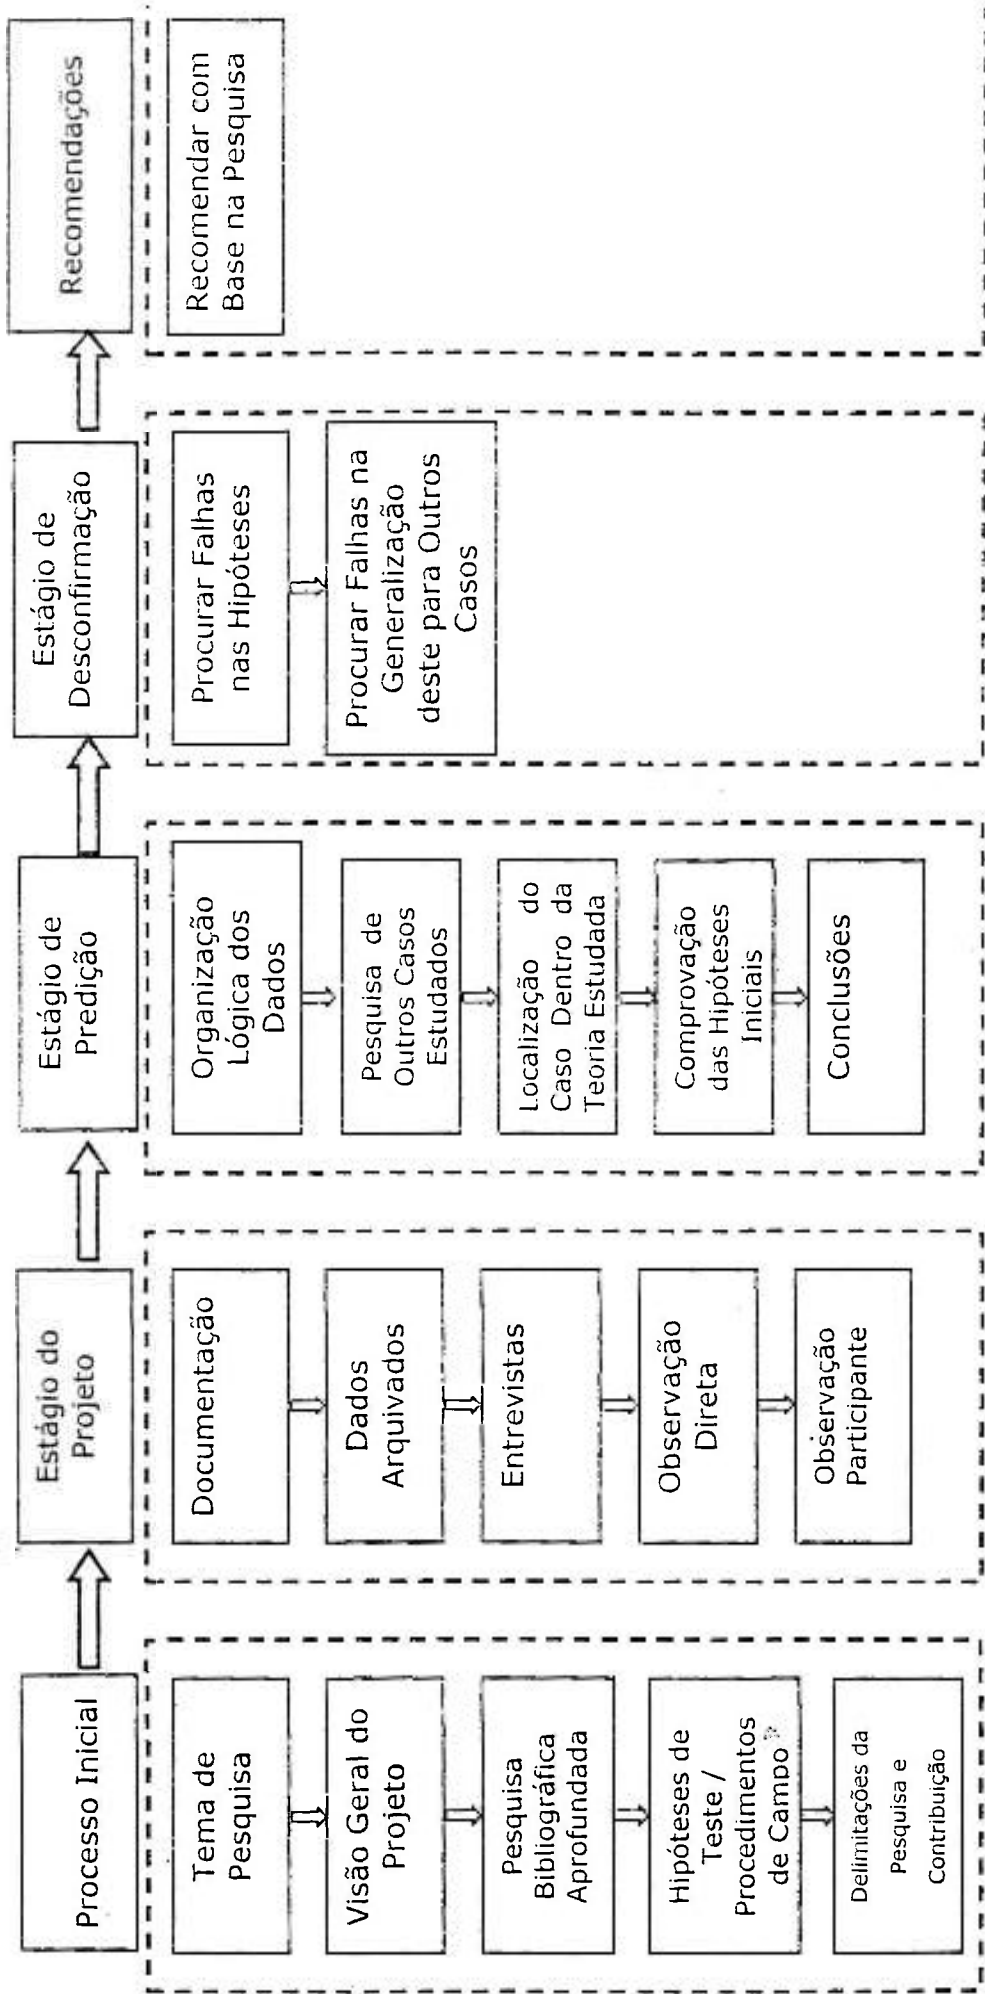 Processo Inicial
Tema de
Pesquisa
Visão Geral do
Projeto
Pesquisa
Bibliográfica
Aprofundada
Hipóteses de
Teste /
Procedimentos
de Campo
Delimitações da
Pesquisa e
Contribuição
Estágio do
Projeto
Documentação
Dados
Arquivados
Entrevistas
Observação
Direta
Observação
Participante
Estágio de
Predição
Organização
Lógica dos
Dados
Pesquisa de
Outros Casos
Estudados
Localização do
Caso Dentro da
Teoria Estudada
Comprovação
das Hipóteses
Iniciais
Conclusões
Estágio de
Desconfirmação
Procurar Falhas
nas Hipóteses
Procurar Falhas na
Generalização
deste para Outros
Casos
Recomendações
Recomendar com
Base na Pesquisa